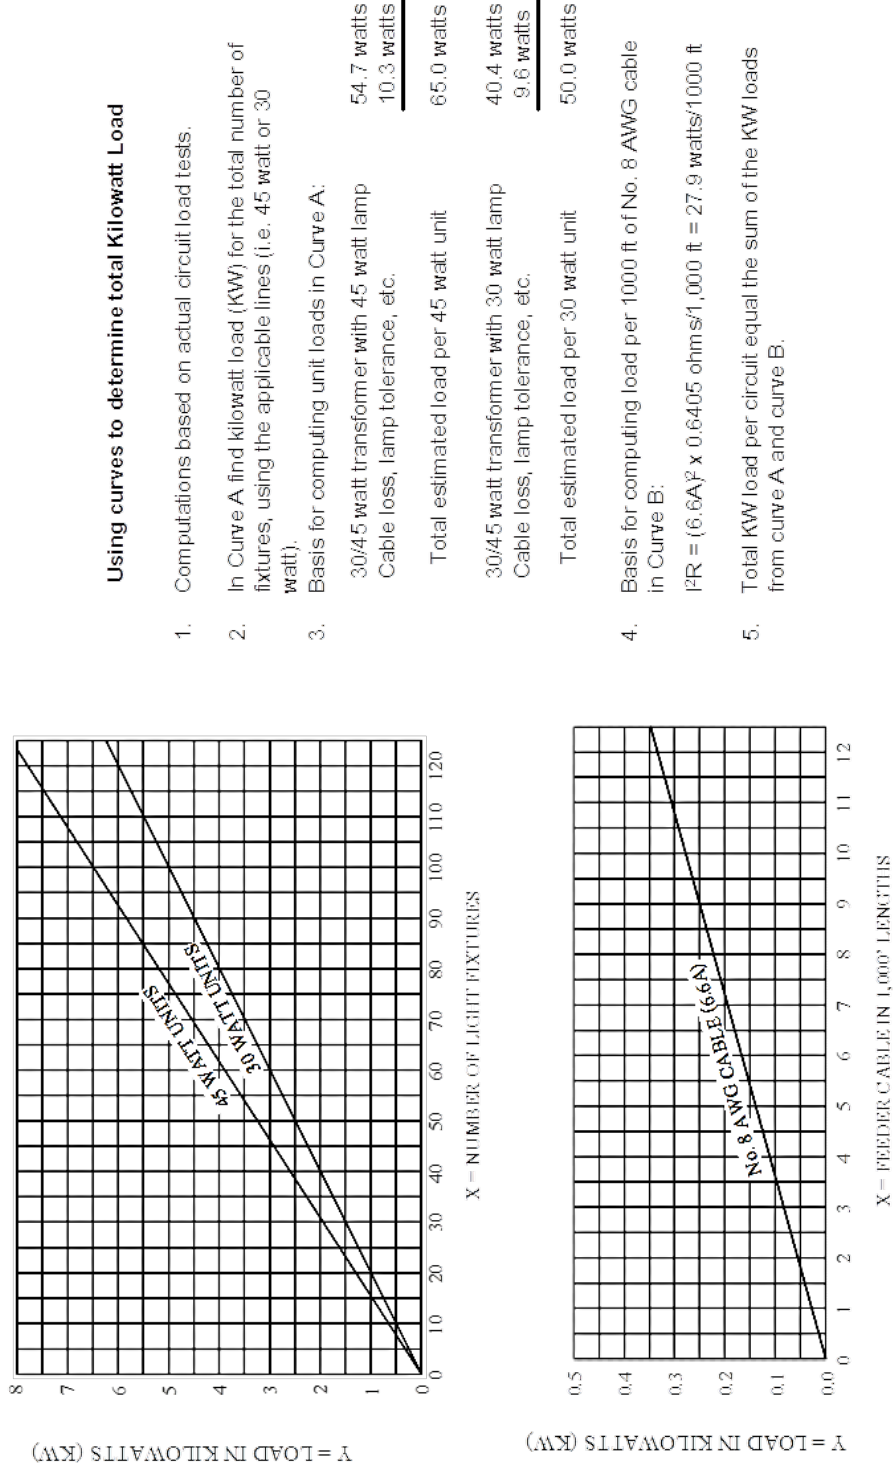 Using curves to determine total Kilowatt Load
1. Computations based on actual circuit load tests.
2. In Curve A find kilowatt load (KW) for the total number of
fixtures, using the applicable lines (i.e. 45 watt or 30
watt).
3. Basis for computing unit loads in Curve A:
30/45 watt transformer with 45 watt lamp 54.7 watts
Cable loss, lamp tolerance, etc. 10.3 watts
Total estimated load per 45 watt unit 65.0 watts
30/45 watt transformer with 30 watt lamp 40.4 watts
Cable loss, lamp tolerance, etc. 9.6 watts
Total estimated load per 30 watt unit 50.0 watts
4. Basis for computing load per 1000 ft of No. 8 AWG cable
in Curve B:
I²R = (6.6A)² x 0.6405 ohms/1,000 ft = 27.9 watts/1000 ft
5. Total KW load per circuit equal the sum of the KW loads
from curve A and curve B.
Y = LOAD IN KILOWATTS (KW)
8
7
6
5
4
3
2
1
0
45 WATT UNITS
30 WATT UNITS
0 10 20 30 40 50 60 70 80 90 100 110 120
X = NUMBER OF LIGHT FIXTURES
Y = LOAD IN KILOWATTS (KW)
0.5
0.4
0.3
0.2
0.1
0.0
No. 8 AWG CABLE (6.6A)
0 1 2 3 4 5 6 7 8 9 10 11 12
X = FEEDER CABLE IN 1,000' LENGTHS